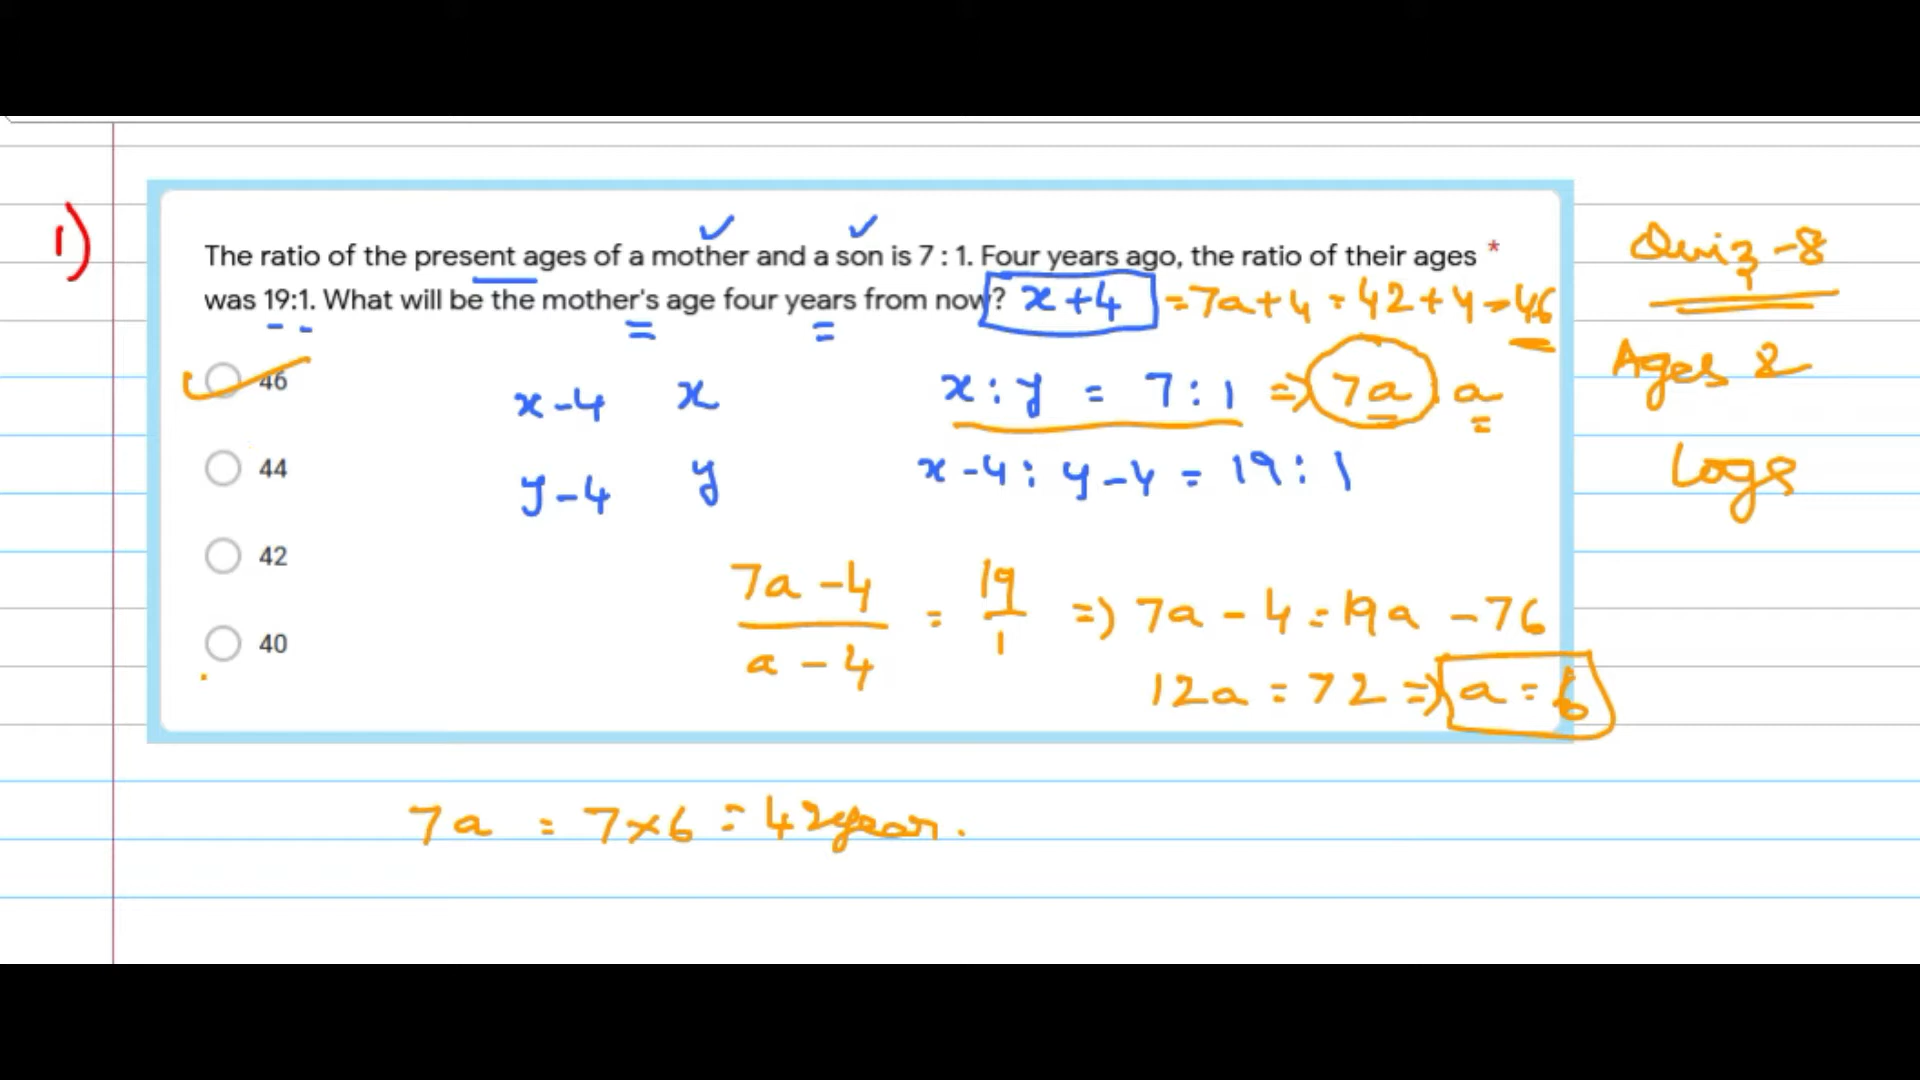 1)
The ratio of the present ages of a mother and a son is 7 : 1. Four years ago, the ratio of their ages *
was 19:1. What will be the mother's age four years from now? x+4 = 7a+4 = 42+4 = 46
46
44
42
40
x-4 x
y-4 y
x : y = 7 : 1 => 7a, a
x-4 : y-4 = 19 : 1
7a - 4 / a - 4 = 19 / 1 => 7a - 4 = 19a - 76
12a = 72 => a = 6
7a = 7×6 = 42year.
Quiz-8
Ages &
Logs